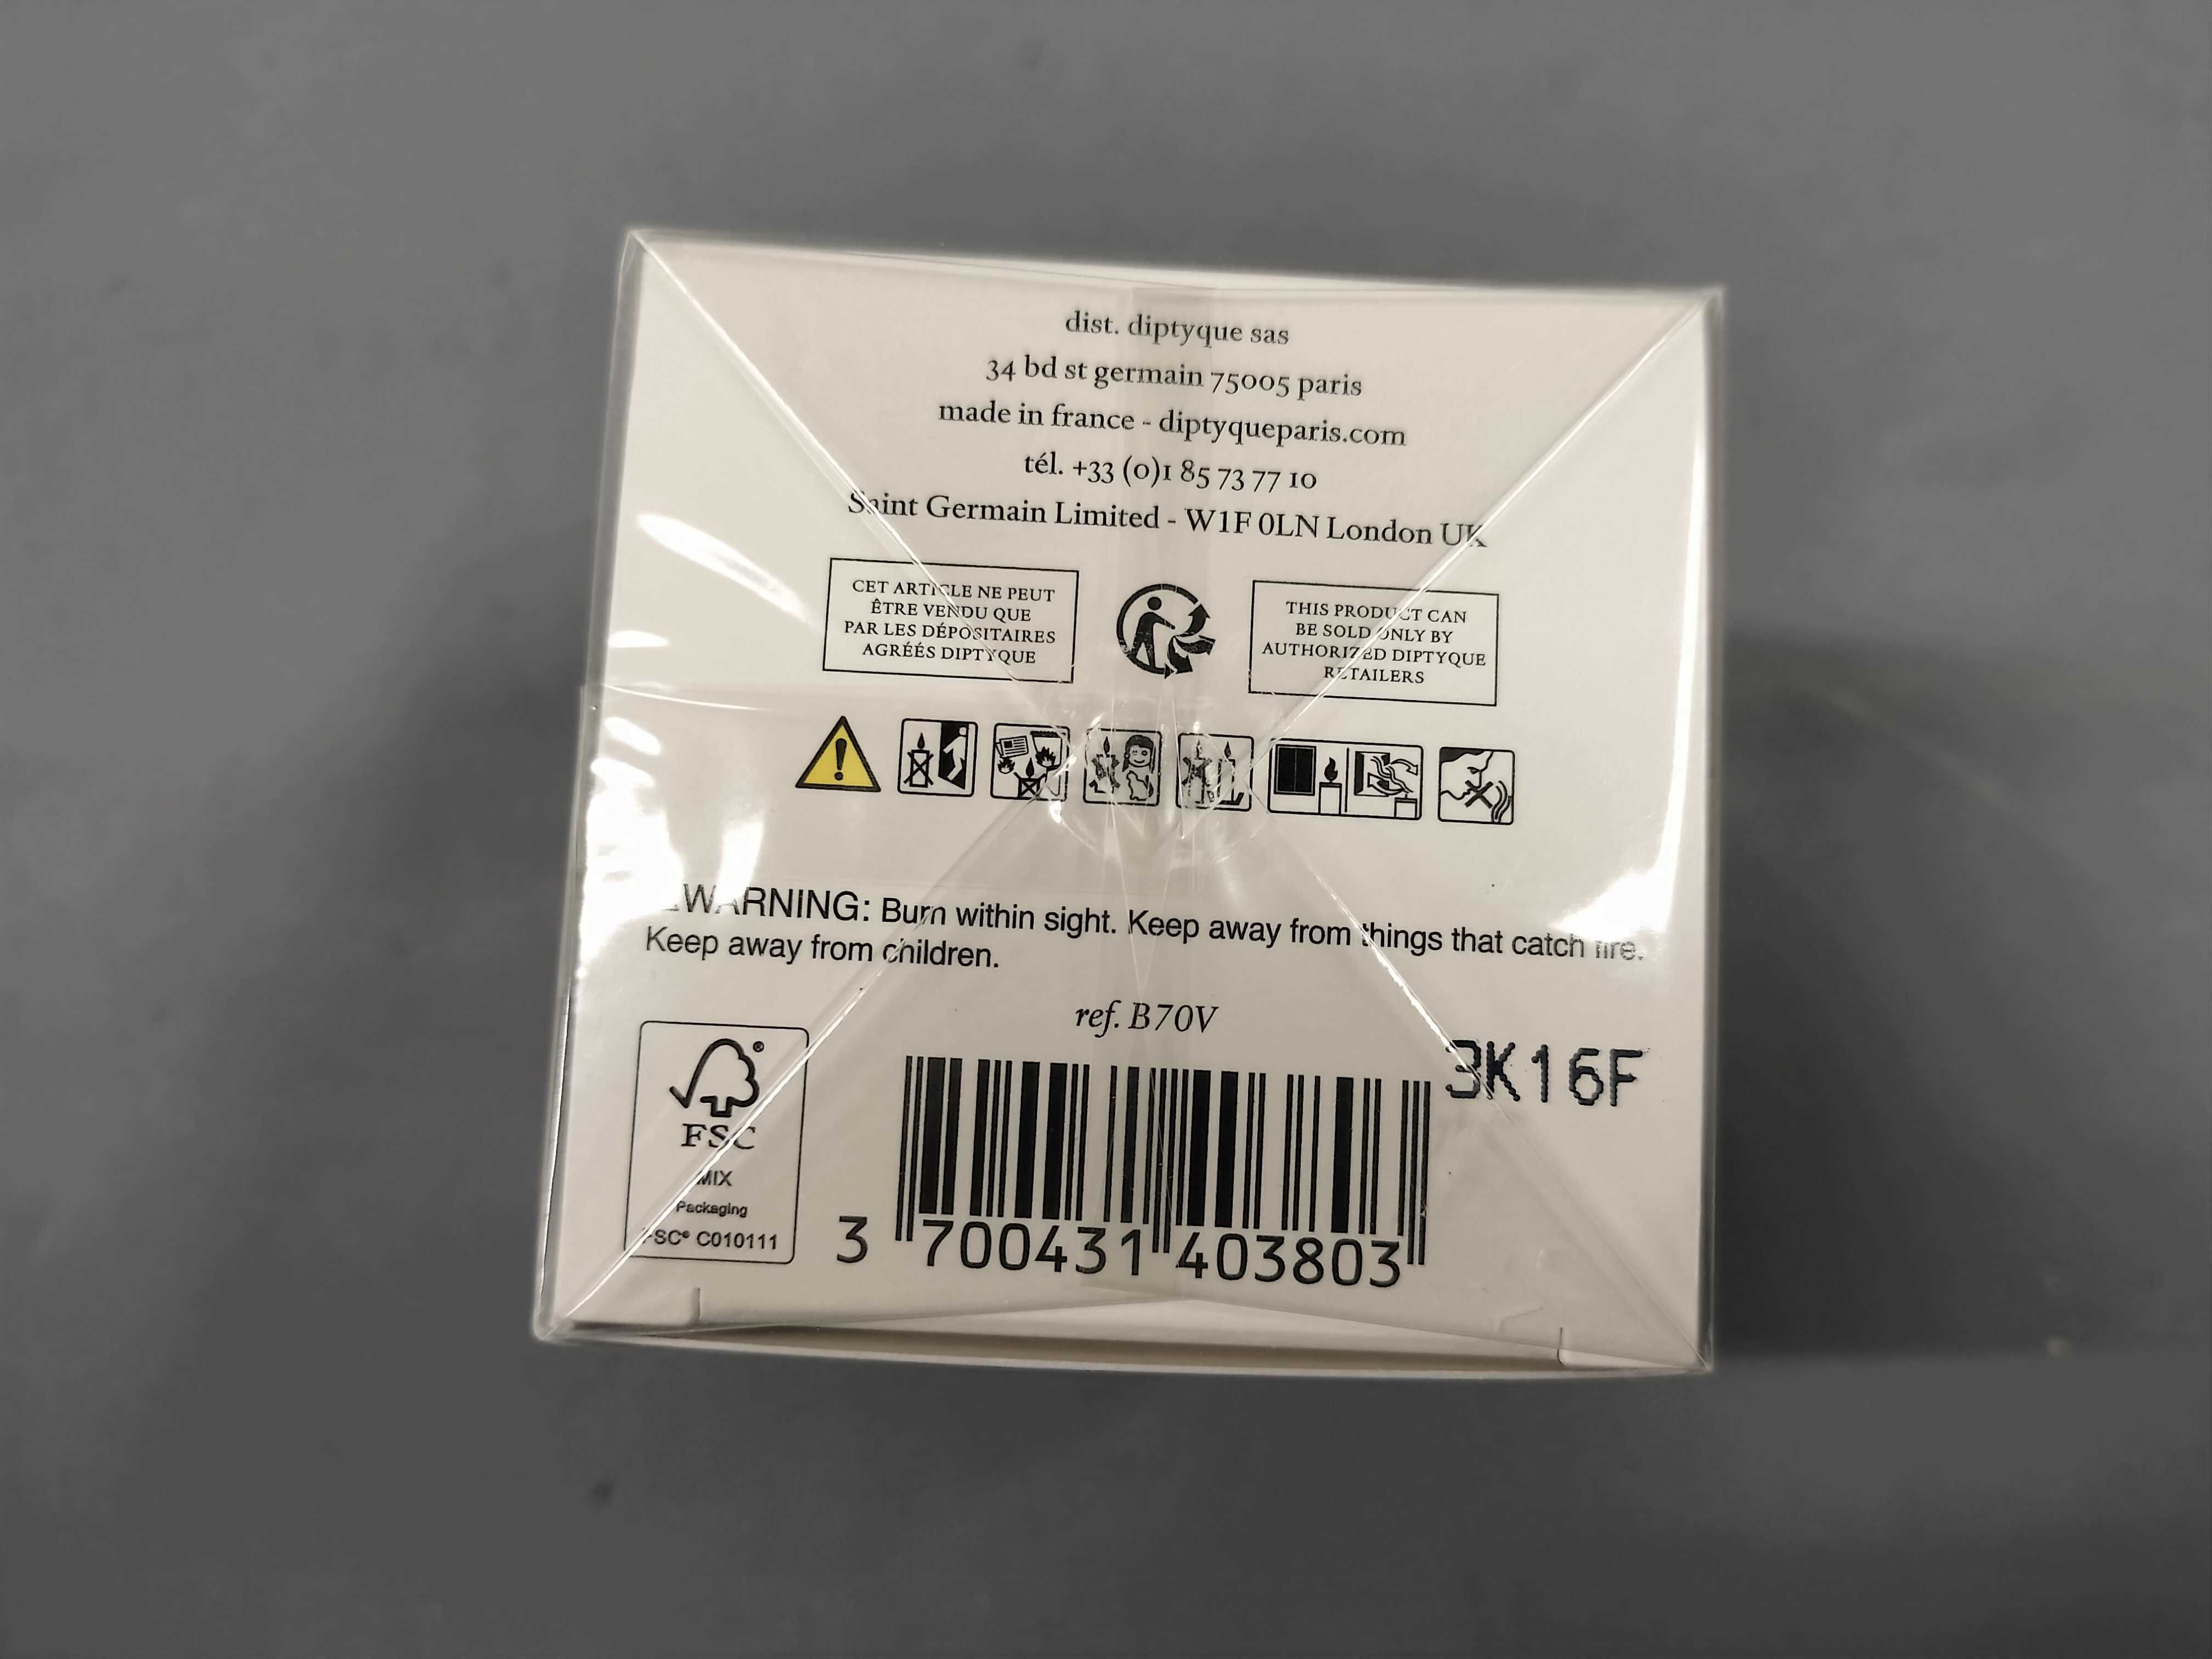 dist. diptyque sas
34 bd st germain 75005 paris
made in france - diptyqueparis.com
tél. +33 (0)1 85 73 77 10
Saint Germain Limited - W1F 0LN London UK
CET ARTICLE NE PEUT
ÊTRE VENDU QUE
PAR LES DÉPOSITAIRES
AGRÉÉS DIPTYQUE
THIS PRODUCT CAN
BE SOLD ONLY BY
AUTHORIZED DIPTYQUE
RETAILERS
WARNING: Burn within sight. Keep away from things that catch fire.
Keep away from children.
ref. B70V
3K16F
FSC®
MIX
Packaging
FSC® C010111
3 700431 403803